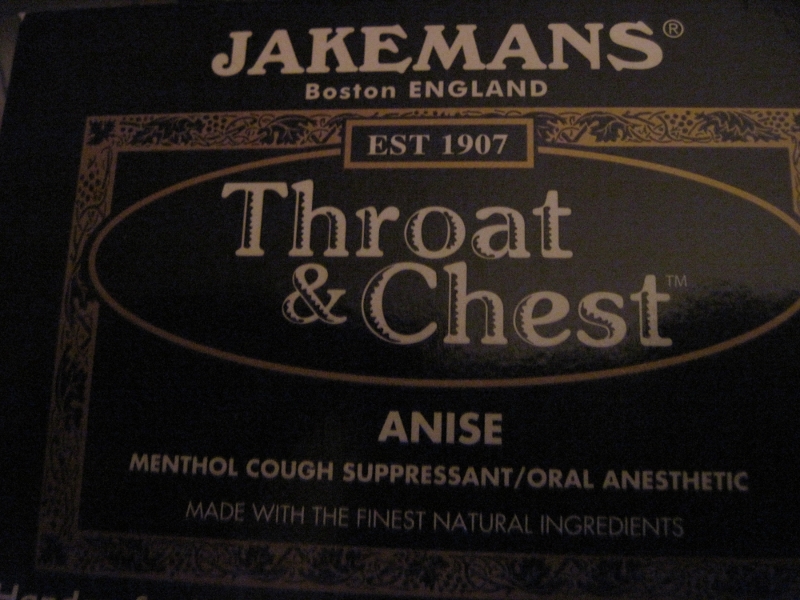 JAKEMANS®
Boston ENGLAND
EST 1907
Throat
& Chest™
ANISE
MENTHOL COUGH SUPPRESSANT/ORAL ANESTHETIC
MADE WITH THE FINEST NATURAL INGREDIENTS